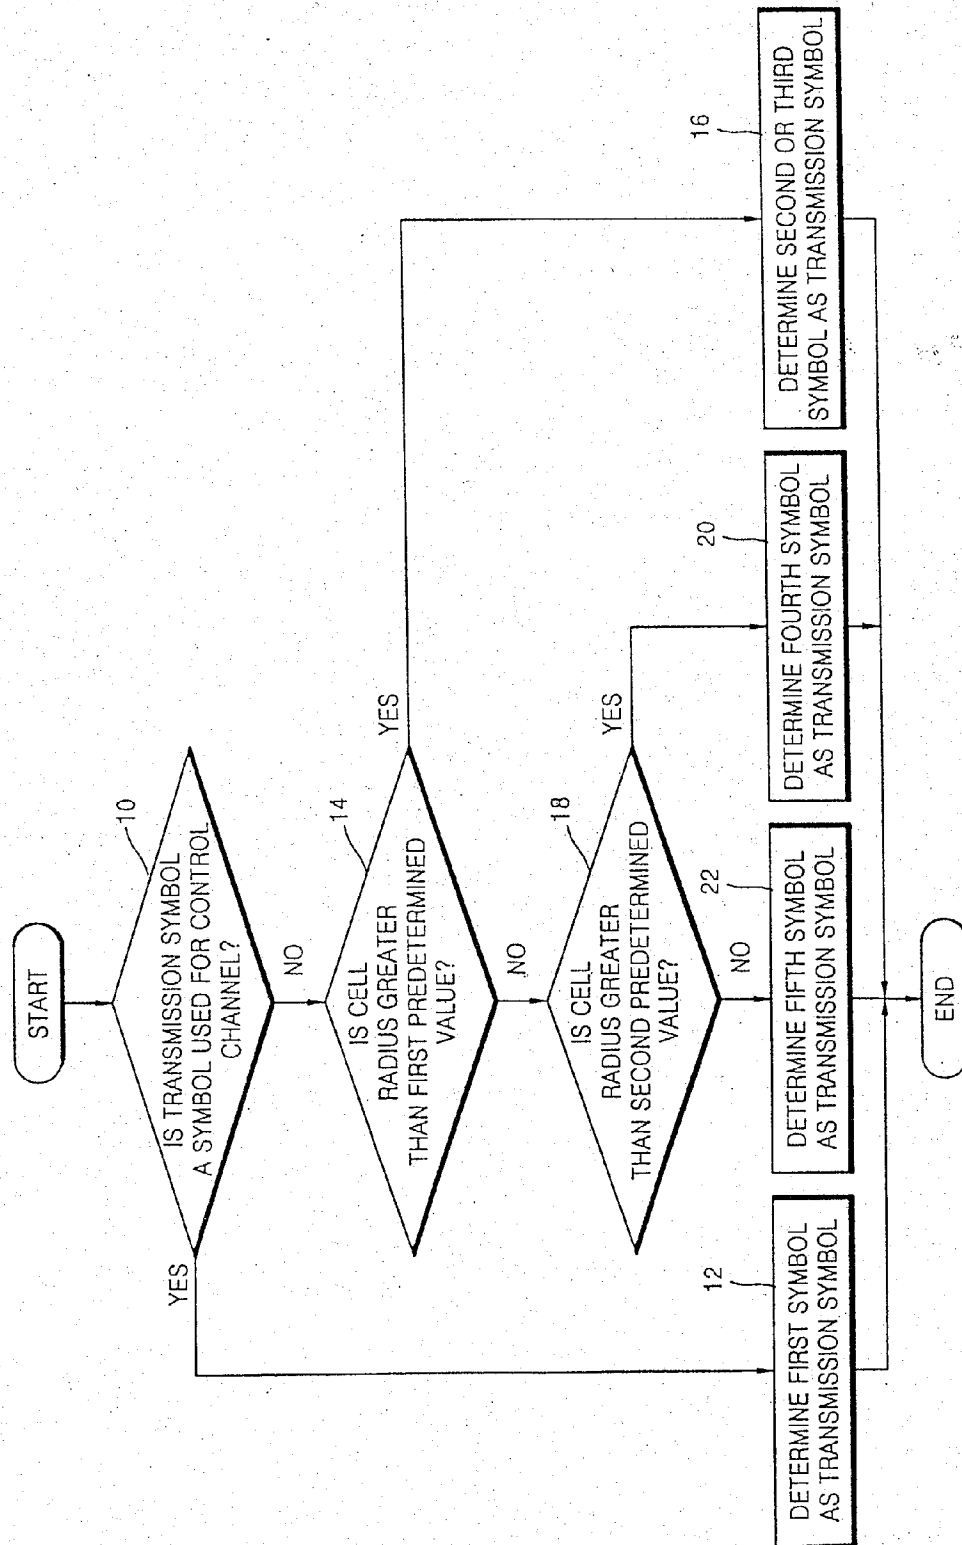 START
IS TRANSMISSION SYMBOL
A SYMBOL USED FOR CONTROL
CHANNEL?
10
YES
NO
IS CELL
RADIUS GREATER
THAN FIRST PREDETERMINED
VALUE?
14
YES
NO
IS CELL
RADIUS GREATER
THAN SECOND PREDETERMINED
VALUE?
18
YES
NO
12
DETERMINE FIRST SYMBOL
AS TRANSMISSION SYMBOL
22
DETERMINE FIFTH SYMBOL
AS TRANSMISSION SYMBOL
20
DETERMINE FOURTH SYMBOL
AS TRANSMISSION SYMBOL
16
DETERMINE SECOND OR THIRD
SYMBOL AS TRANSMISSION SYMBOL
END